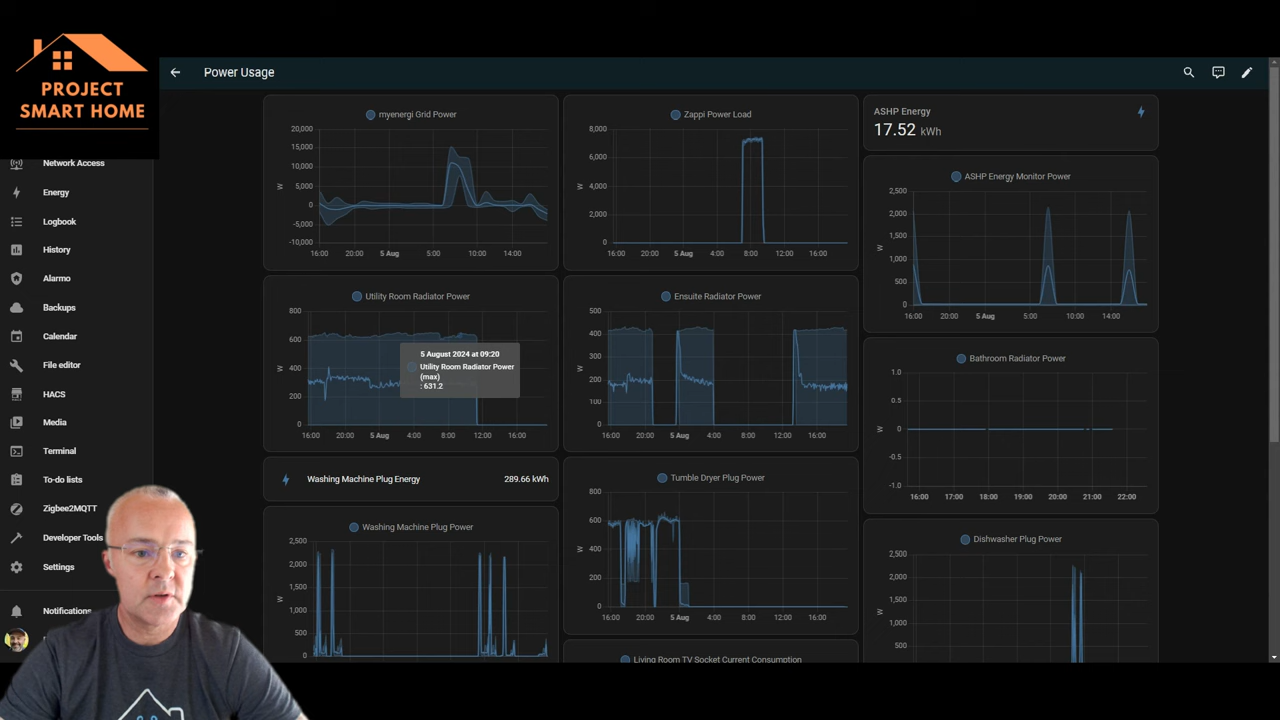 PROJECT
SMART HOME
Power Usage
Network Access
Energy
Logbook
History
Alarmo
Backups
Calendar
File editor
HACS
Media
Terminal
To-do lists
Zigbee2MQTT
Developer Tools
Settings
Notifications
myenergi Grid Power
20,000
15,000
10,000
5,000
0
-5,000
-10,000
W
16:00 20:00 5 Aug 5:00 10:00 14:00
Zappi Power Load
8,000
6,000
4,000
2,000
0
W
16:00 20:00 5 Aug 4:00 8:00 12:00 16:00
ASHP Energy
17.52 kWh
ASHP Energy Monitor Power
2,500
2,000
1,500
1,000
500
0
W
16:00 20:00 5 Aug 5:00 10:00 14:00
Utility Room Radiator Power
800
600
400
200
0
W
16:00 20:00 5 Aug 4:00 8:00 12:00 16:00
5 August 2024 at 09:20
Utility Room Radiator Power
(max)
: 631.2
Ensuite Radiator Power
500
400
300
200
100
0
W
16:00 20:00 5 Aug 4:00 8:00 12:00 16:00
Bathroom Radiator Power
1.0
0.5
0
-0.5
-1.0
W
16:00 17:00 18:00 19:00 20:00 21:00 22:00
Washing Machine Plug Energy 289.66 kWh
Washing Machine Plug Power
2,500
2,000
1,500
1,000
500
0
W
Tumble Dryer Plug Power
800
600
400
200
0
W
16:00 20:00 5 Aug 4:00 8:00 12:00 16:00
Dishwasher Plug Power
2,500
2,000
1,500
1,000
500
W
Living Room TV Socket Current Consumption